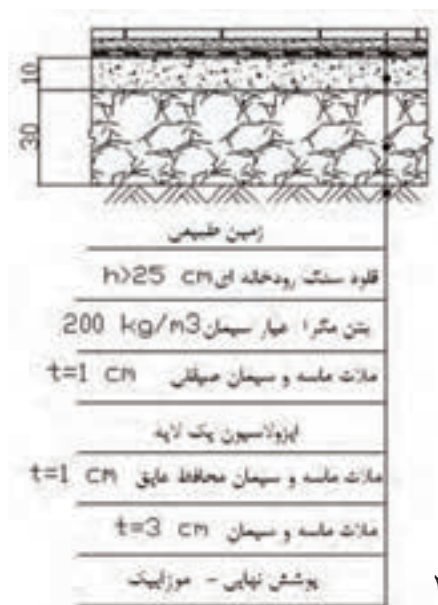 10
30
زمین طبیعی
قلوه سنگ رودخانه ای h>25 cm
بتن مگر ا عیار سیمان 200 kg/m3
ملات ماسه و سیمان صیقلی t=1 cm
ایزولاسیون یک لایه
ملات ماسه و سیمان محافظ عایق t=1 cm
ملات ماسه و سیمان t=3 cm
پوشش نهایی - موزاییک